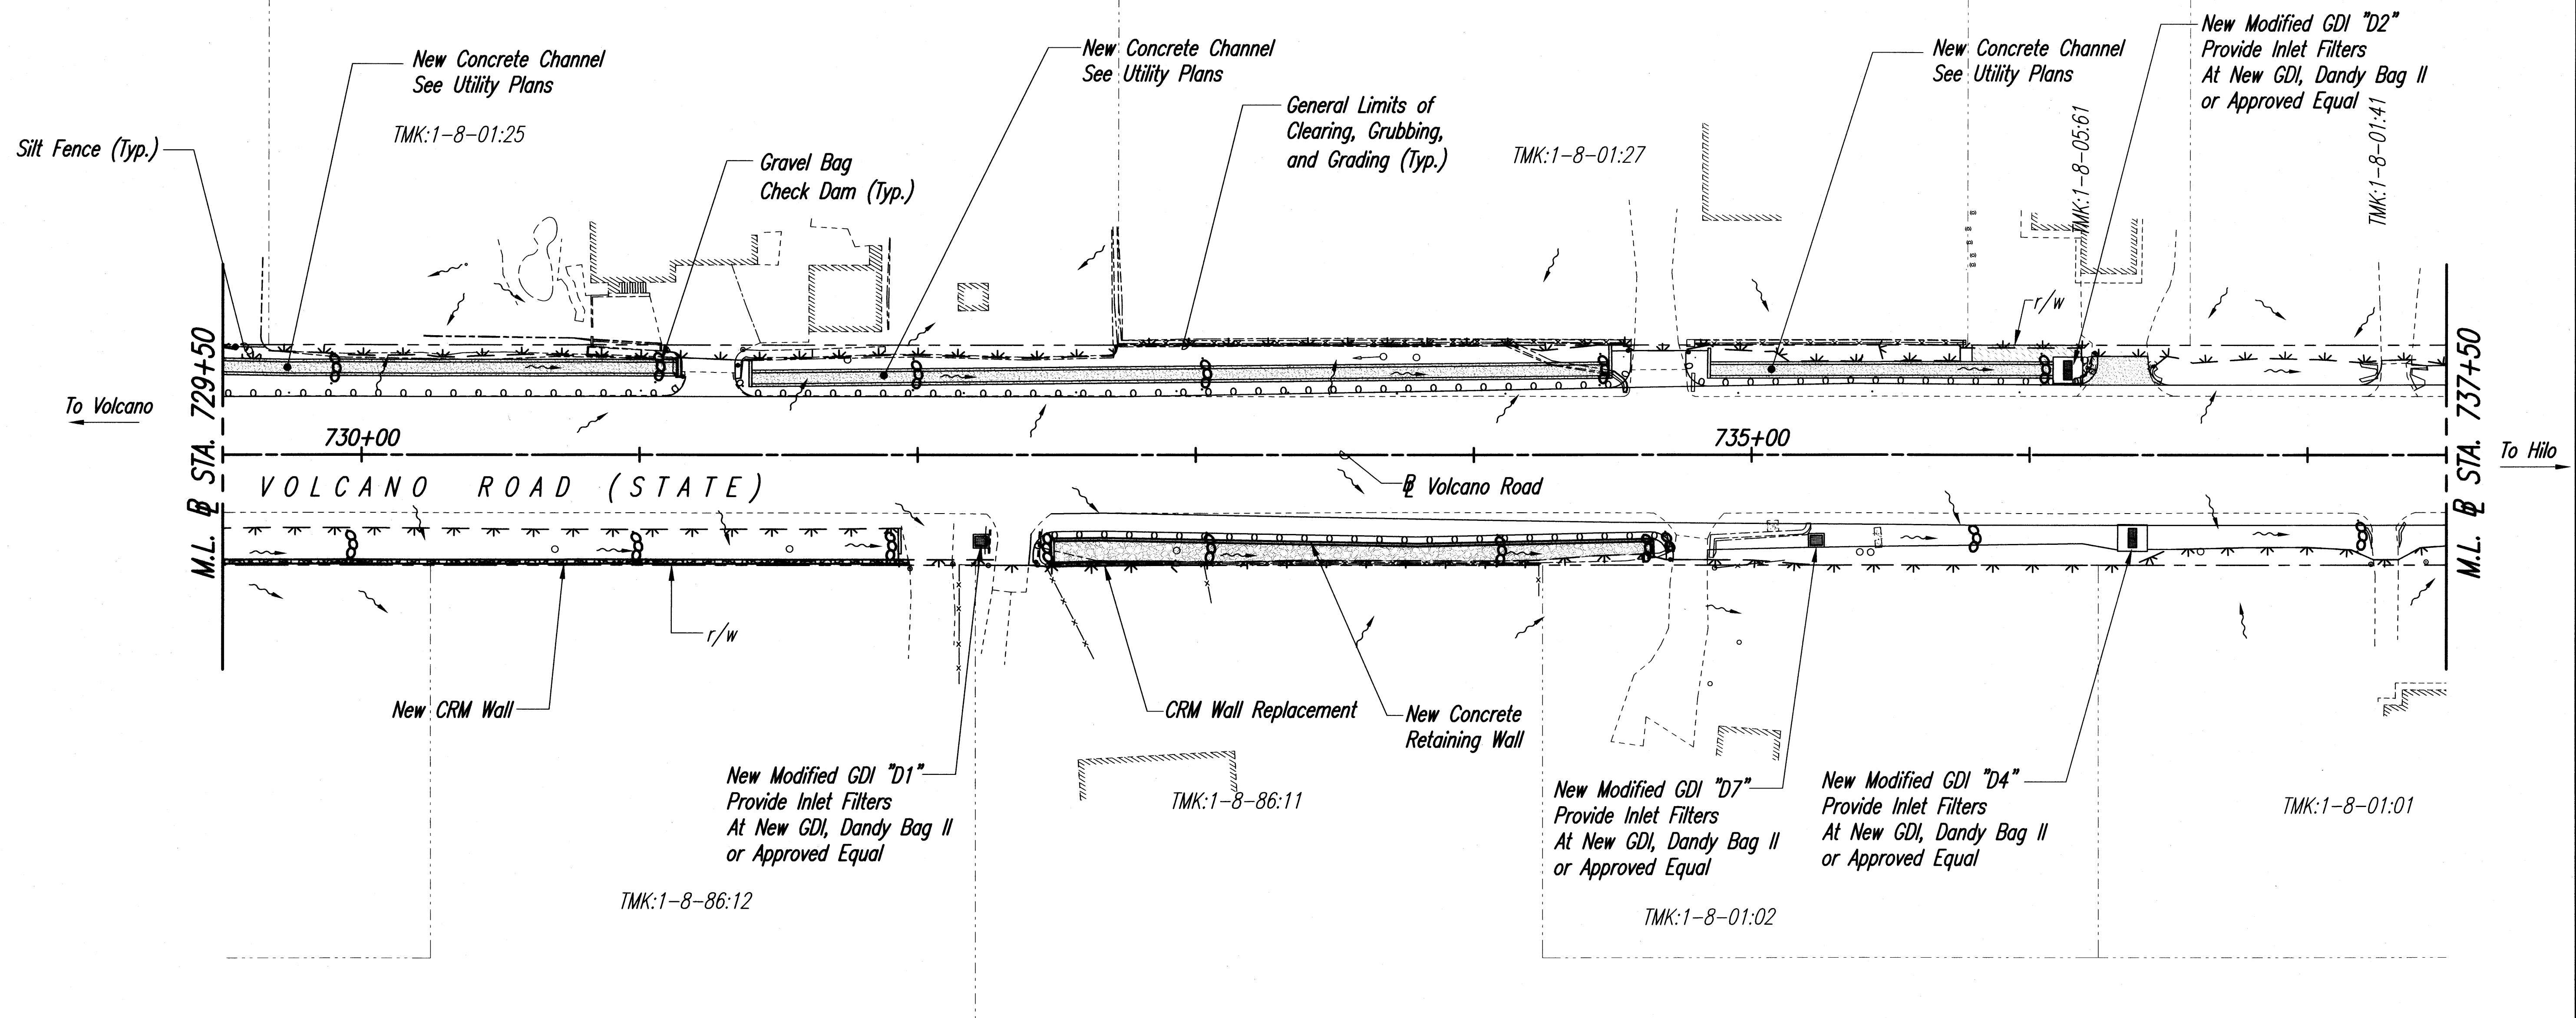 New Concrete Channel
See Utility Plans
TMK:1-8-01:25
Silt Fence (Typ.)
Gravel Bag
Check Dam (Typ.)
New Concrete Channel
See Utility Plans
General Limits of
Clearing, Grubbing,
and Grading (Typ.)
TMK:1-8-01:27
New Concrete Channel
See Utility Plans
New Modified GDI "D2"
Provide Inlet Filters
At New GDI, Dandy Bag II
or Approved Equal
TMK:1-8-05:61
TMK:1-8-01:41
r/w
To Volcano
M.L. ℄ STA. 729+50
730+00
735+00
M.L. ℄ STA. 737+50
To Hilo
VOLCANO ROAD (STATE)
℄ Volcano Road
r/w
New CRM Wall
CRM Wall Replacement
New Concrete
Retaining Wall
New Modified GDI "D1"
Provide Inlet Filters
At New GDI, Dandy Bag II
or Approved Equal
TMK:1-8-86:11
New Modified GDI "D7"
Provide Inlet Filters
At New GDI, Dandy Bag II
or Approved Equal
New Modified GDI "D4"
Provide Inlet Filters
At New GDI, Dandy Bag II
or Approved Equal
TMK:1-8-01:01
TMK:1-8-86:12
TMK:1-8-01:02